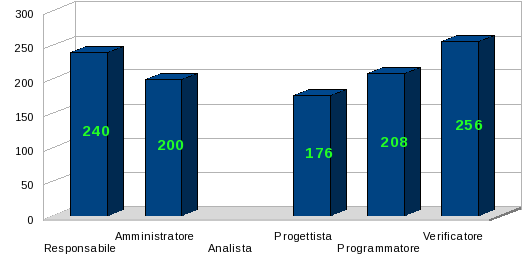 300
250
200
150
100
50
0
240
200
176
208
256
Responsabile
Amministratore
Analista
Progettista
Programmatore
Verificatore